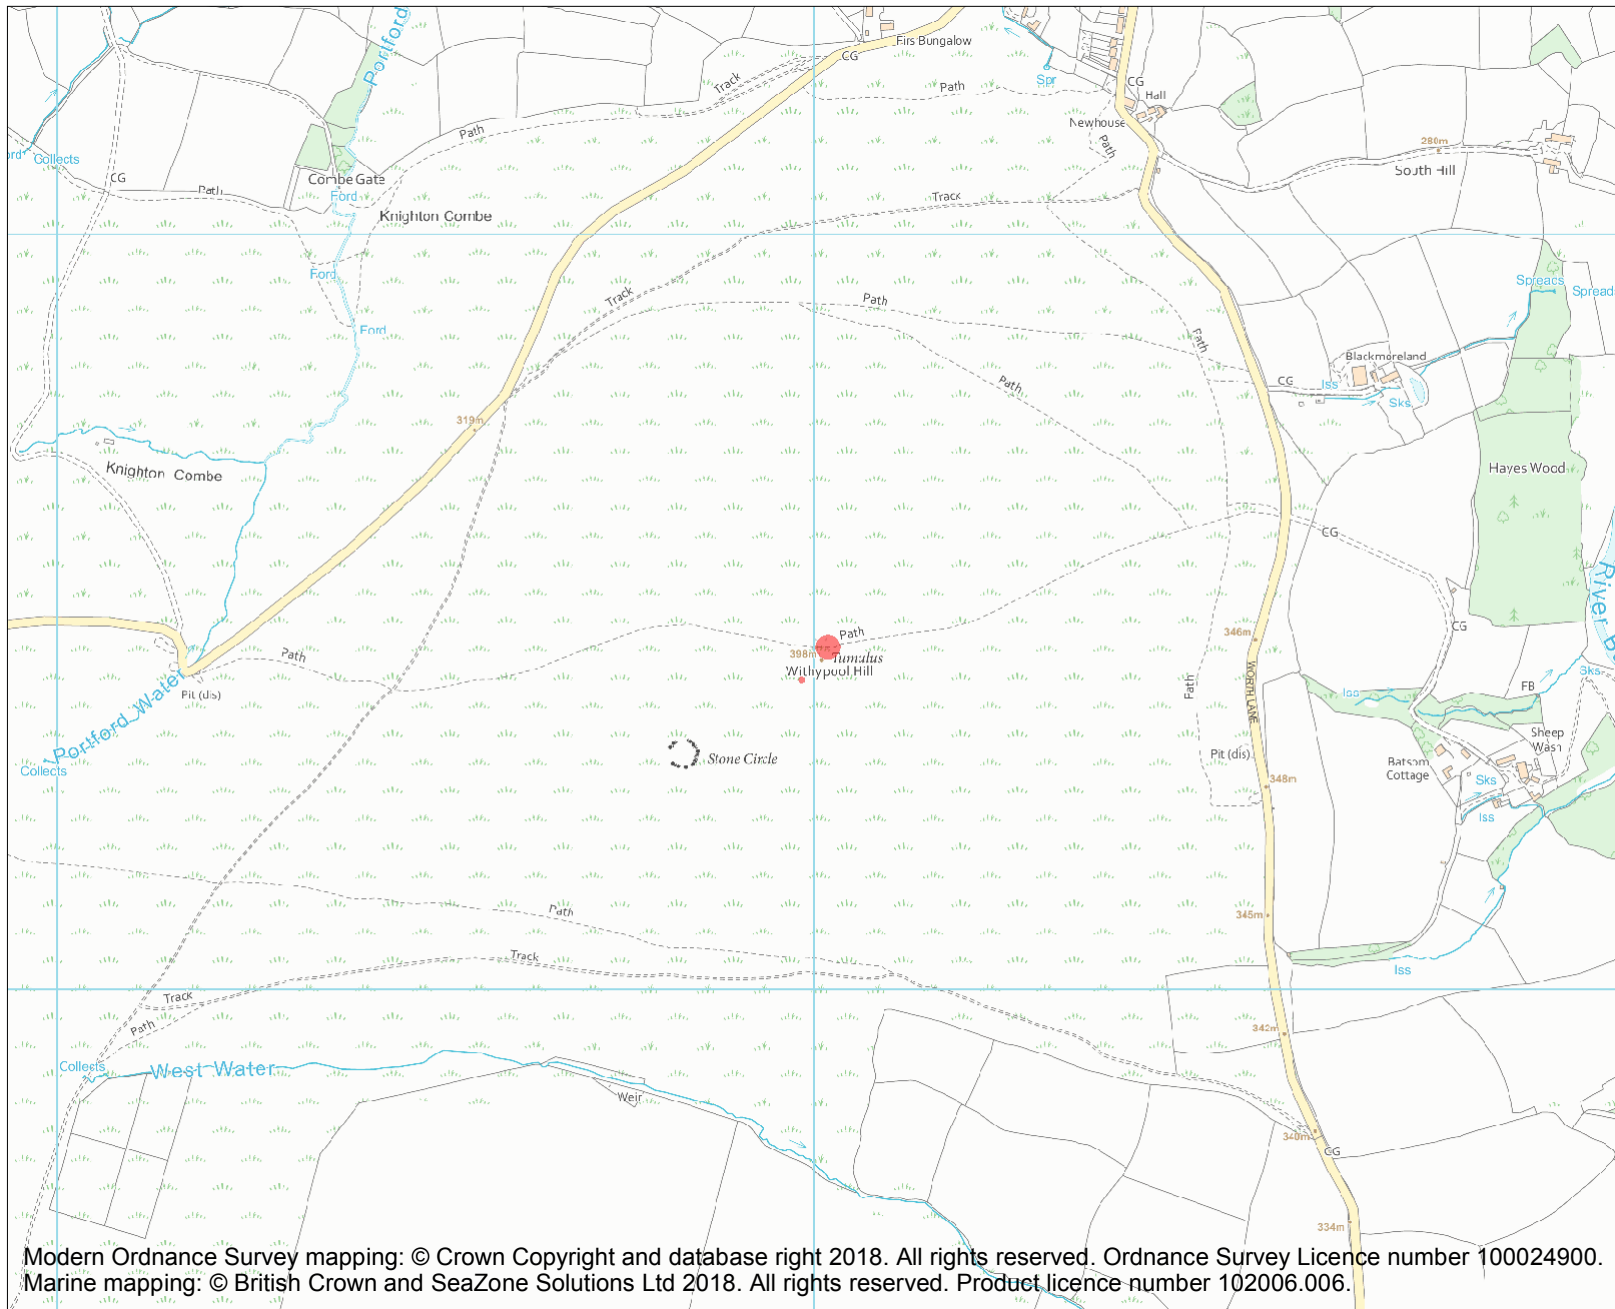 Portford
Firs Bungalow
CG
Track
Path
Spr
CG
Hall
Newhouse
Path
Path
Collects
CG
Path
Combe Gate
Ford
Knighton Combe
280m
South Hill
Track
Ford
Track
Path
Ford
Spreads
Spreads
Path
Blackmoreland
Path
CG
Iss
Sks
319m
Knighton Combe
Hayes Wood
CG
River Ba
Path
398m
Tumulus
Withypool Hill
346m
CG
Path
Pit (dis)
Portford Water
Collects
Path
WORTH LANE
Iss
FB
Sks
Sheep
Wash
Stone Circle
Pit (dis)
348m
Batsom
Cottage
Sks
Iss
Path
345m
Track
Iss
Track
Path
342m
Collects
West Water
Weir
340m
CG
334m
Modern Ordnance Survey mapping: © Crown Copyright and database right 2018. All rights reserved. Ordnance Survey Licence number 100024900.
Marine mapping: © British Crown and SeaZone Solutions Ltd 2018. All rights reserved. Product licence number 102006.006.